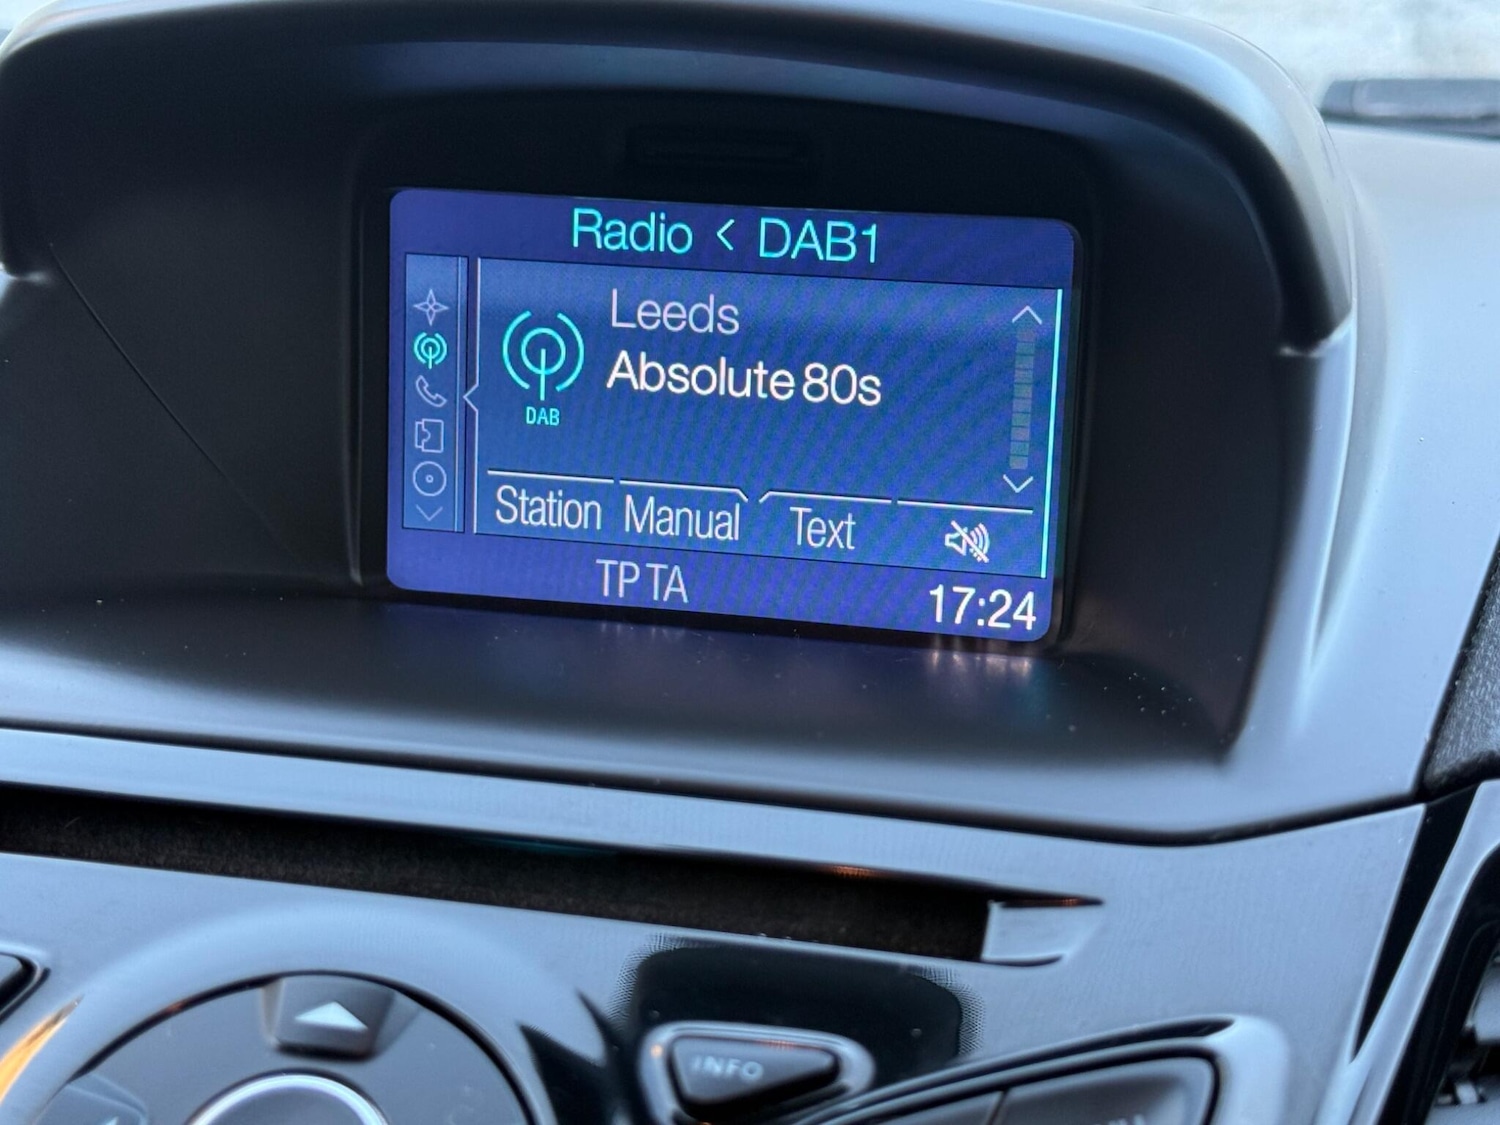 Radio < DAB1
Leeds
Absolute 80s
DAB
Station Manual Text
TP TA 17:24
INFO